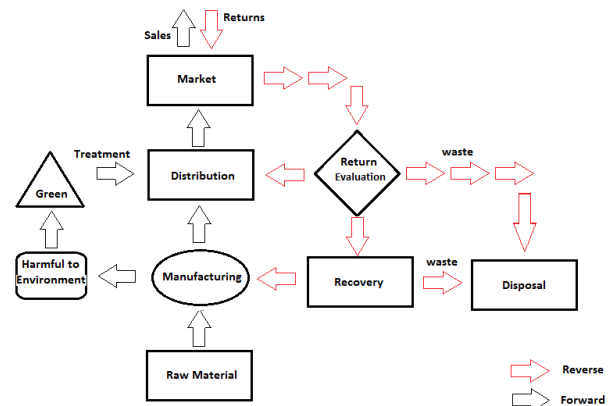 Sales
Returns
Market
Treatment
Green
Distribution
Return
Evaluation
waste
Harmful to
Environment
Manufacturing
Recovery
waste
Disposal
Raw Material
Reverse
Forward